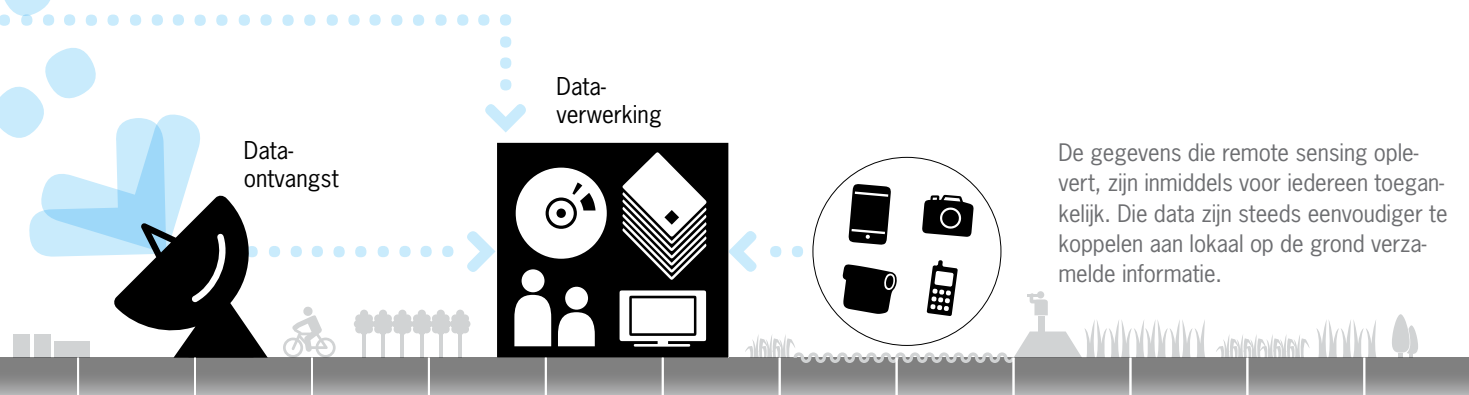 Data-
verwerking
Data-
ontvangst
De gegevens die remote sensing ople-
vert, zijn inmiddels voor iedereen toegan-
kelijk. Die data zijn steeds eenvoudiger te
koppelen aan lokaal op de grond verza-
melde informatie.